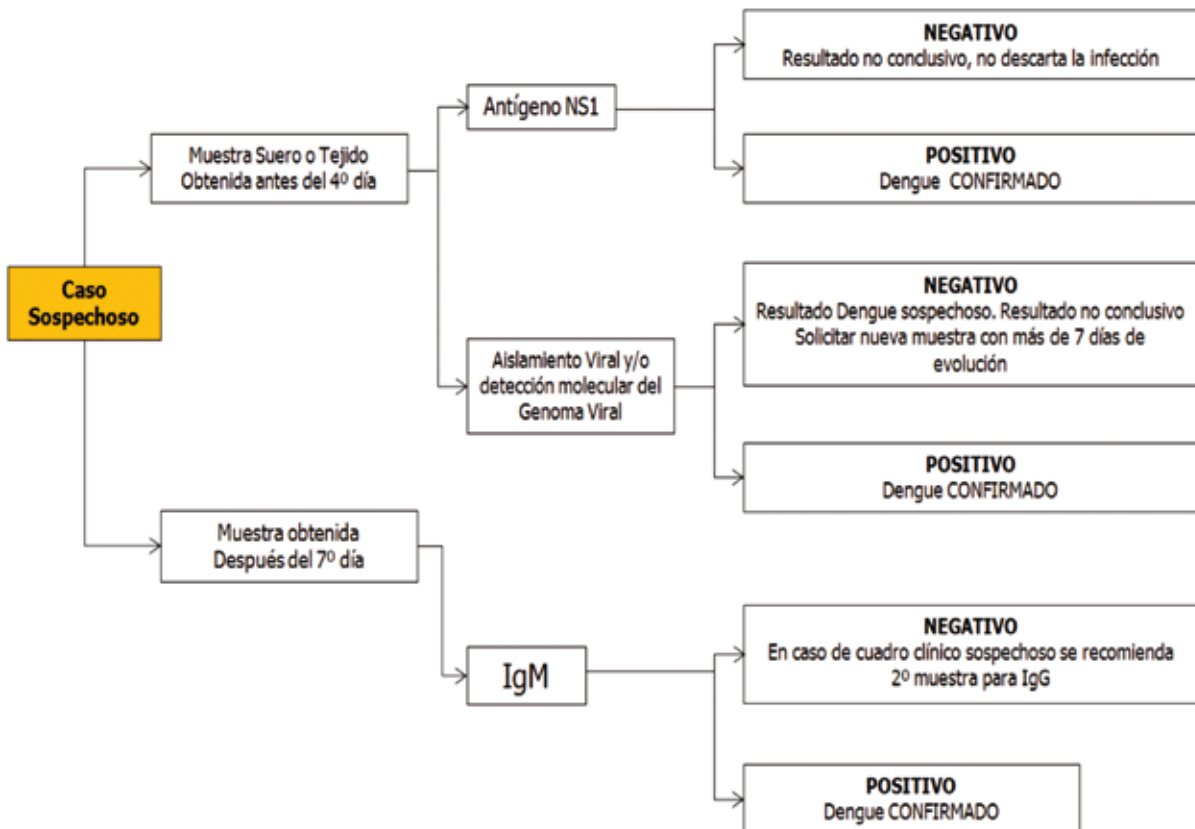 Caso
Sospechoso
Muestra Suero o Tejido
Obtenida antes del 4º día
Antígeno NS1
NEGATIVO
Resultado no conclusivo, no descarta la infección
POSITIVO
Dengue CONFIRMADO
Aislamiento Viral y/o
detección molecular del
Genoma Viral
NEGATIVO
Resultado Dengue sospechoso. Resultado no conclusivo
Solicitar nueva muestra con más de 7 días de
evolución
POSITIVO
Dengue CONFIRMADO
Muestra obtenida
Después del 7º día
IgM
NEGATIVO
En caso de cuadro clínico sospechoso se recomienda
2º muestra para IgG
POSITIVO
Dengue CONFIRMADO